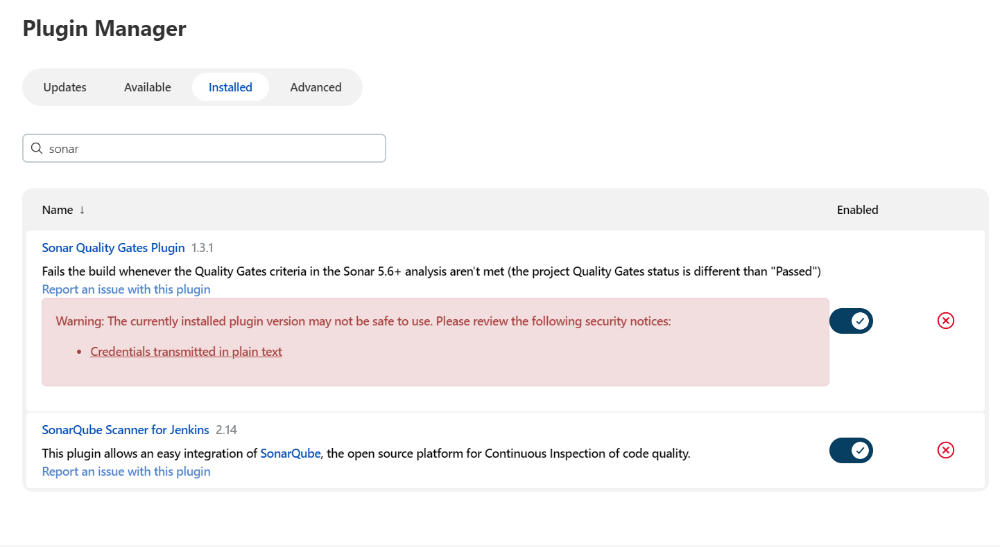 Plugin Manager
Updates Available Installed Advanced
sonar
Name ↓ Enabled
Sonar Quality Gates Plugin 1.3.1
Fails the build whenever the Quality Gates criteria in the Sonar 5.6+ analysis aren't met (the project Quality Gates status is different than "Passed")
Report an issue with this plugin
Warning: The currently installed plugin version may not be safe to use. Please review the following security notices:
• Credentials transmitted in plain text
SonarQube Scanner for Jenkins 2.14
This plugin allows an easy integration of SonarQube, the open source platform for Continuous Inspection of code quality.
Report an issue with this plugin